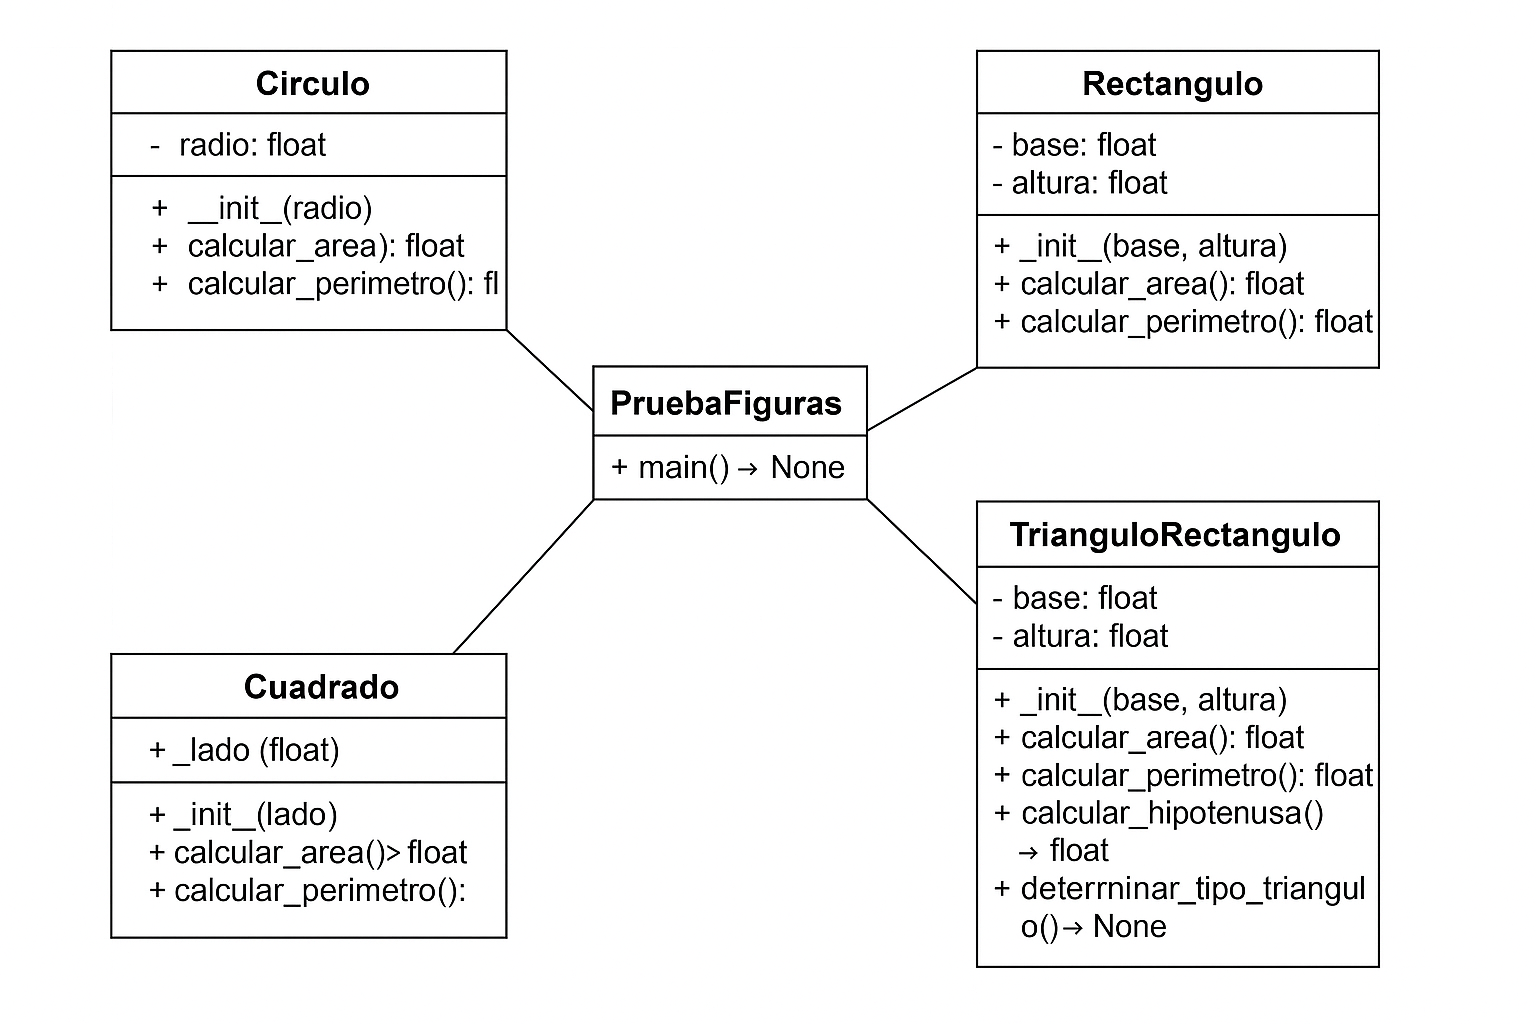 Circulo
- radio: float
+ __init_(radio)
+ calcular_area): float
+ calcular_perimetro(): fl
Rectangulo
- base: float
- altura: float
+ _init_(base, altura)
+ calcular_area(): float
+ calcular_perimetro(): float
PruebaFiguras
+ main() → None
Cuadrado
+ _lado (float)
+ _init_(lado)
+ calcular_area()> float
+ calcular_perimetro():
TrianguloRectangulo
- base: float
- altura: float
+ _init_(base, altura)
+ calcular_area(): float
+ calcular_perimetro(): float
+ calcular_hipotenusa()
→ float
+ deterrninar_tipo_triangul
o()→ None